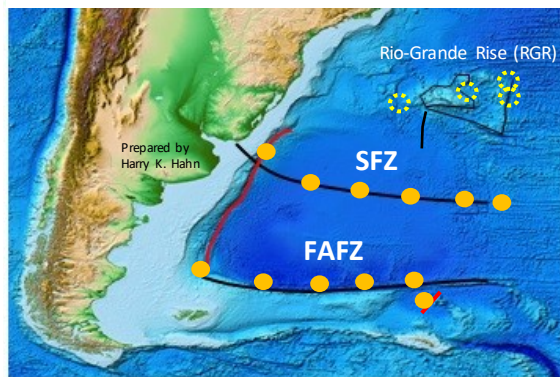 Rio-Grande Rise (RGR)
Prepared by
Harry K. Hahn
SFZ
FAFZ